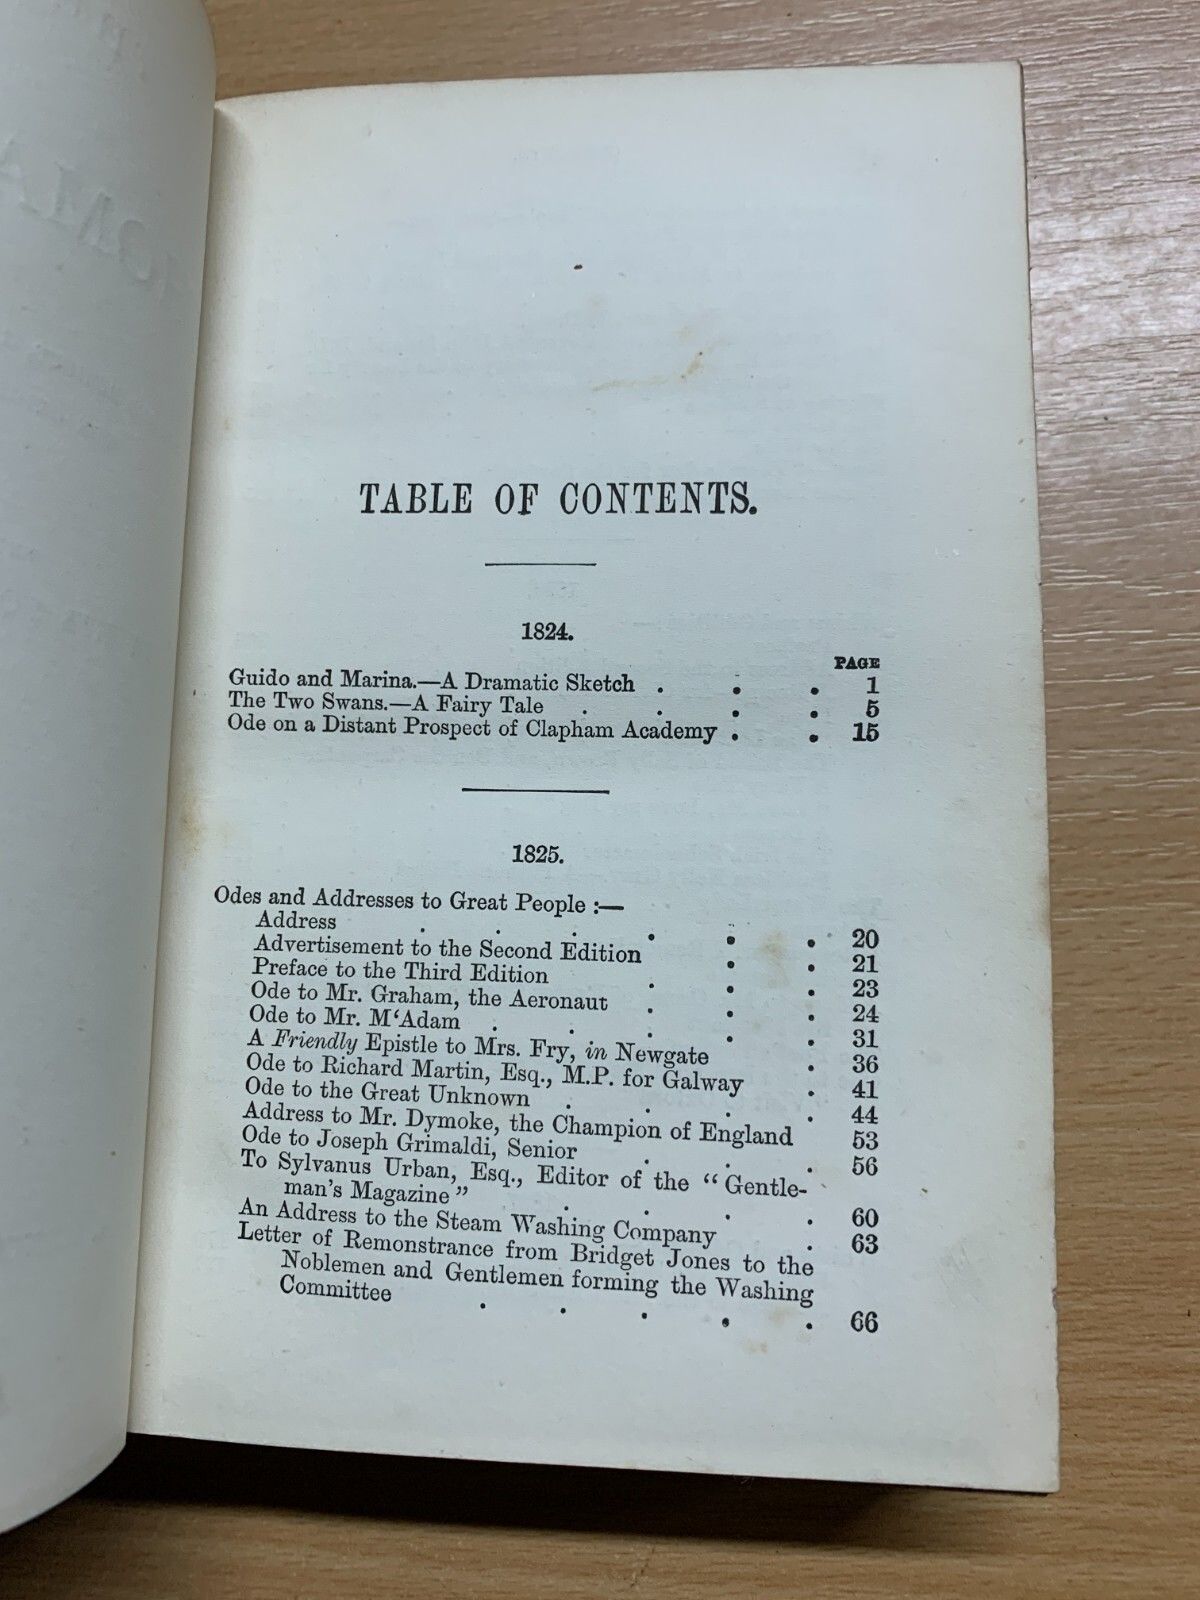 TABLE OF CONTENTS.
1824.
PAGE
Guido and Marina.—A Dramatic Sketch . . . 1
The Two Swans.—A Fairy Tale . . . . 5
Ode on a Distant Prospect of Clapham Academy . . 15
1825.
Odes and Addresses to Great People :—
Address . . . . . . 20
Advertisement to the Second Edition . . 21
Preface to the Third Edition . . . 23
Ode to Mr. Graham, the Aeronaut . . . 24
Ode to Mr. M‘Adam . . . . . 31
A Friendly Epistle to Mrs. Fry, in Newgate . 36
Ode to Richard Martin, Esq., M.P. for Galway . 41
Ode to the Great Unknown . . . . 44
Address to Mr. Dymoke, the Champion of England 53
Ode to Joseph Grimaldi, Senior . . . 56
To Sylvanus Urban, Esq., Editor of the “Gentle-
man's Magazine” . . . . 60
An Address to the Steam Washing Company . 63
Letter of Remonstrance from Bridget Jones to the
Noblemen and Gentlemen forming the Washing
Committee . . . . . 66